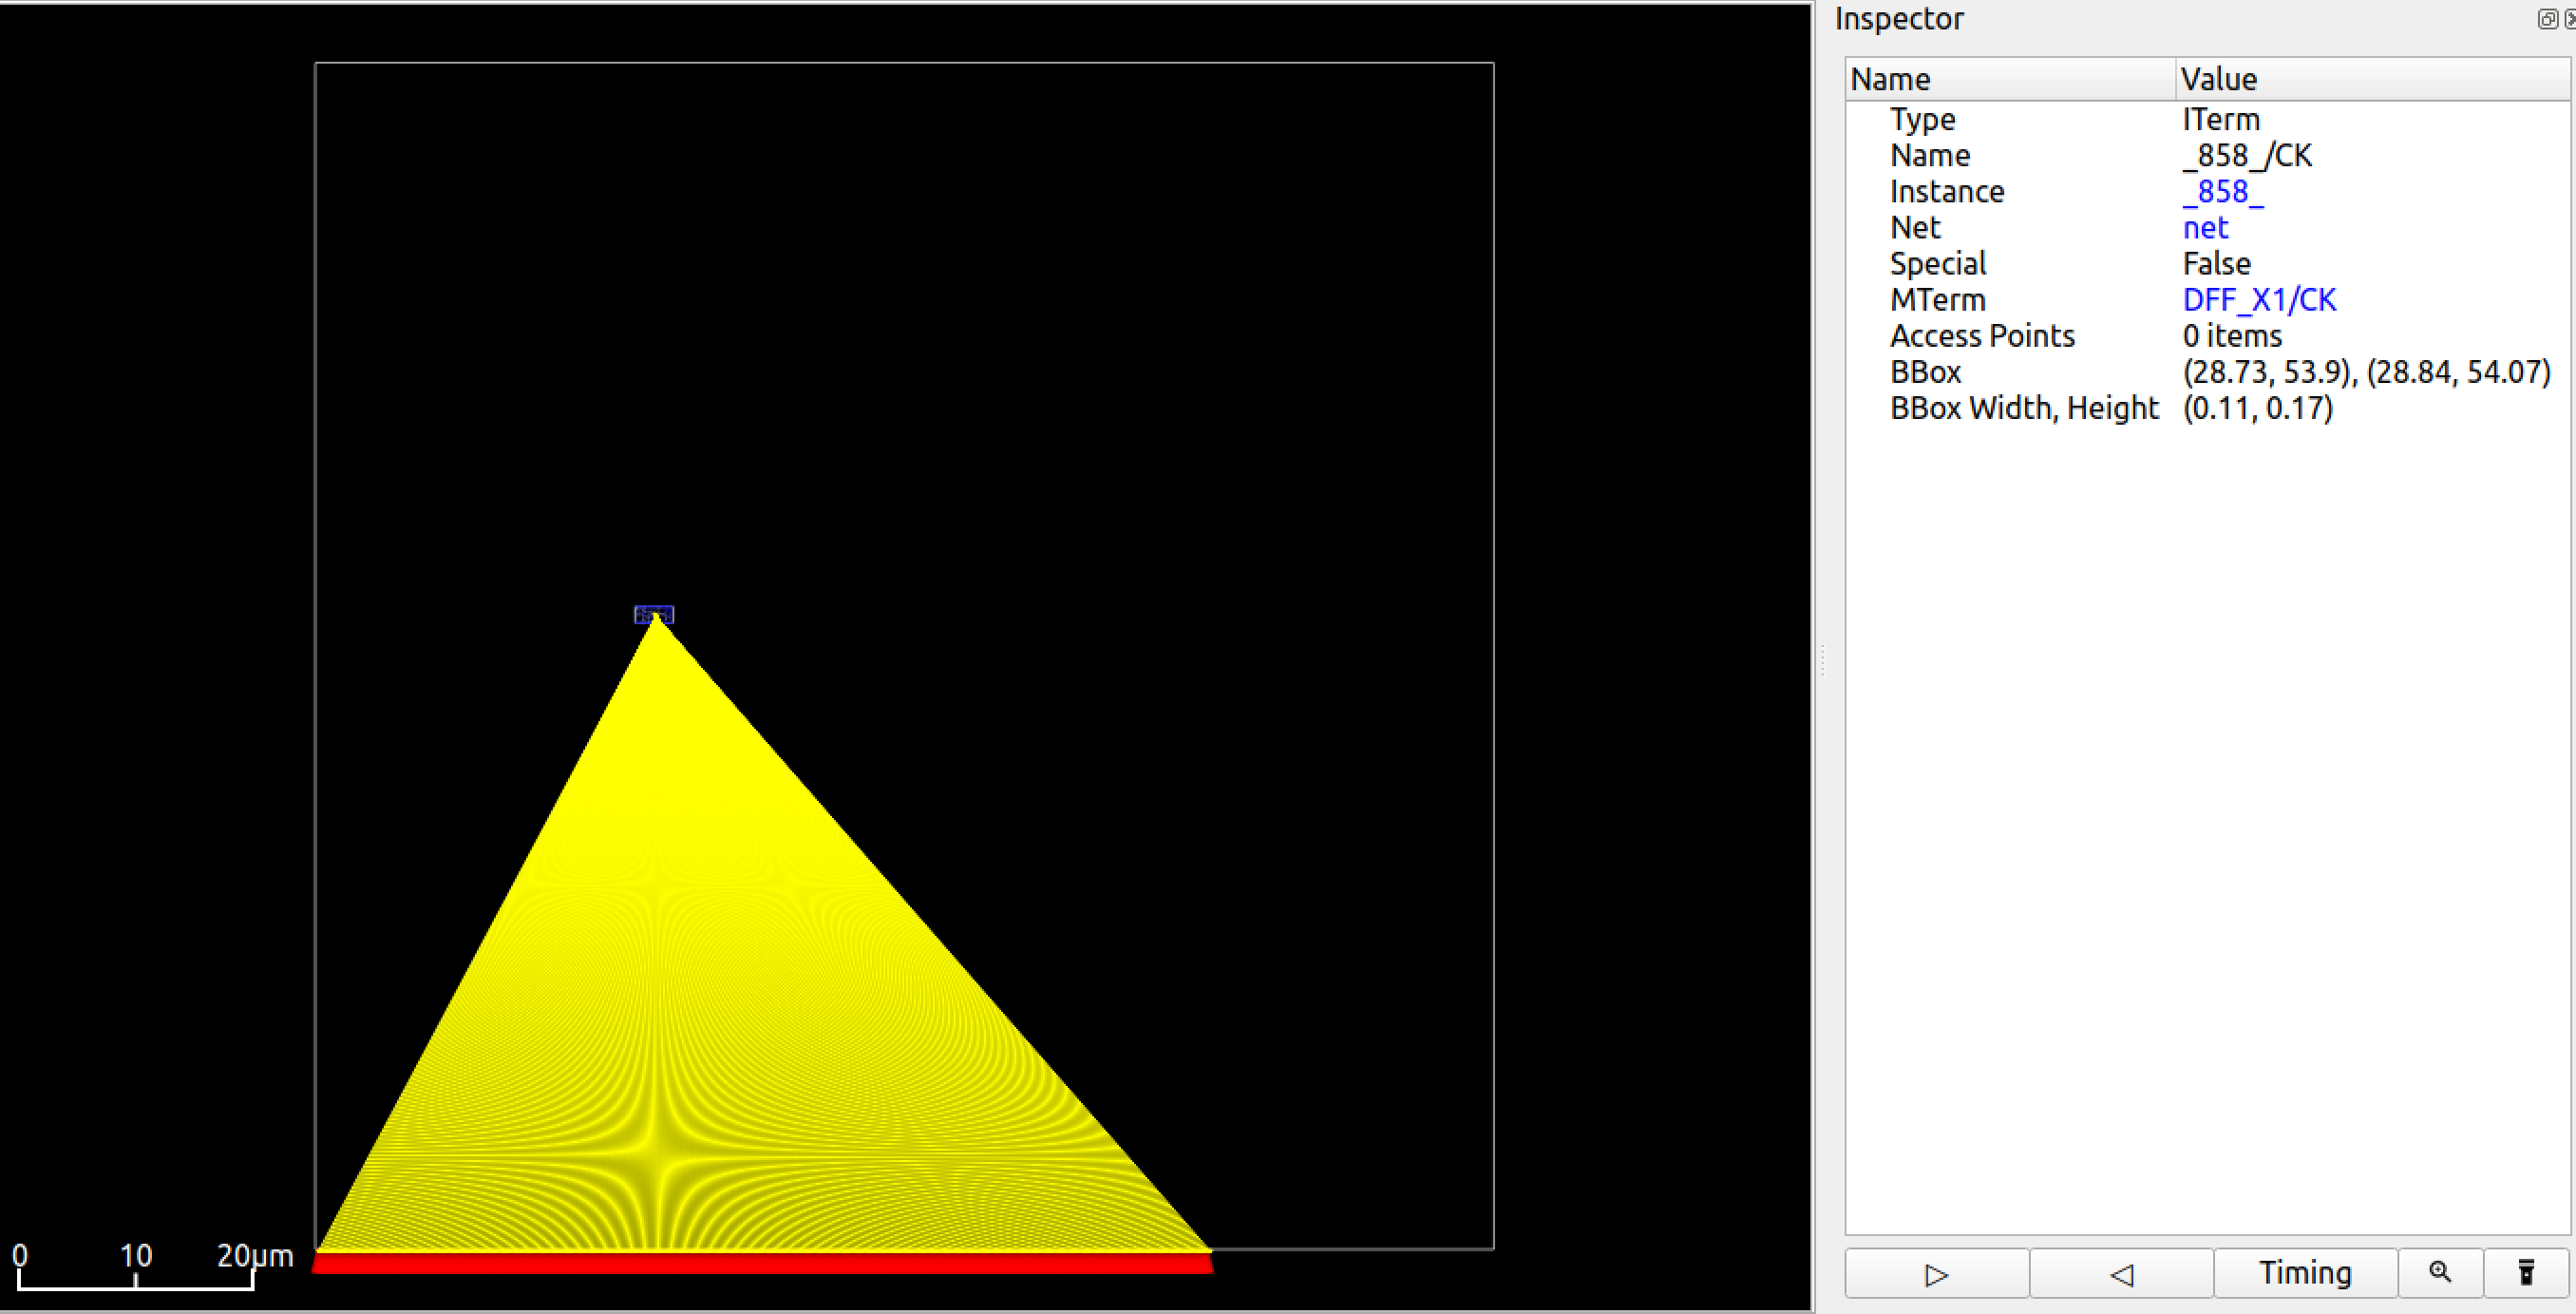 Inspector
Name Value
Type ITerm
Name _858_/CK
Instance _858_
Net net
Special False
MTerm DFF_X1/CK
Access Points 0 items
BBox (28.73, 53.9), (28.84, 54.07)
BBox Width, Height (0.11, 0.17)
0 10 20μm
Timing